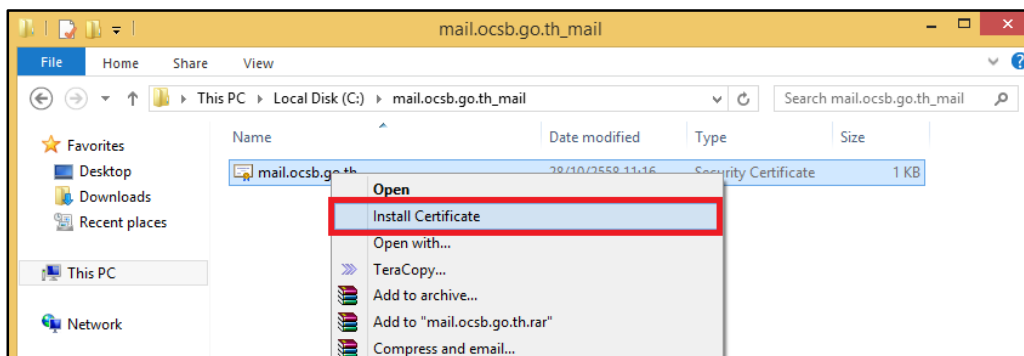 mail.ocsb.go.th_mail
File Home Share View
This PC Local Disk (C:) mail.ocsb.go.th_mail Search mail.ocsb.go.th_mail
Favorites
Desktop
Downloads
Recent places
This PC
Network
Name Date modified Type Size
mail.ocsb.go.th 28/10/2558 11:16 Security Certificate 1 KB
Open
Install Certificate
Open with...
TeraCopy...
Add to archive...
Add to "mail.ocsb.go.th.rar"
Compress and email...